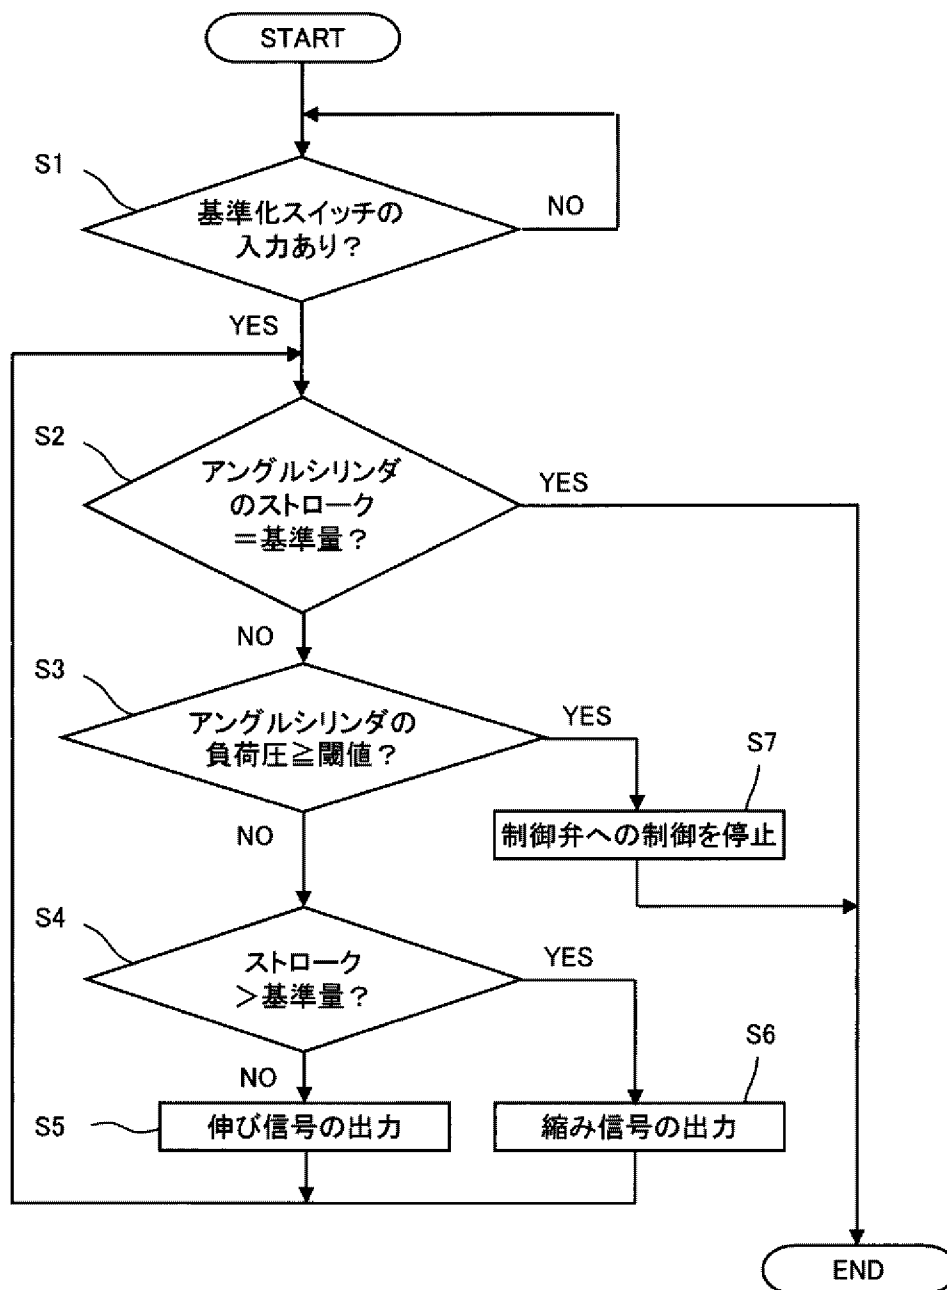 START
S1
基準化スイッチの
入力あり？
NO
YES
S2
アングルシリンダ
のストローク
＝基準量？
YES
NO
S3
アングルシリンダの
負荷圧≧閾値？
YES
S7
制御弁への制御を停止
NO
S4
ストローク
＞基準量？
YES
S6
NO
S5
伸び信号の出力
縮み信号の出力
END